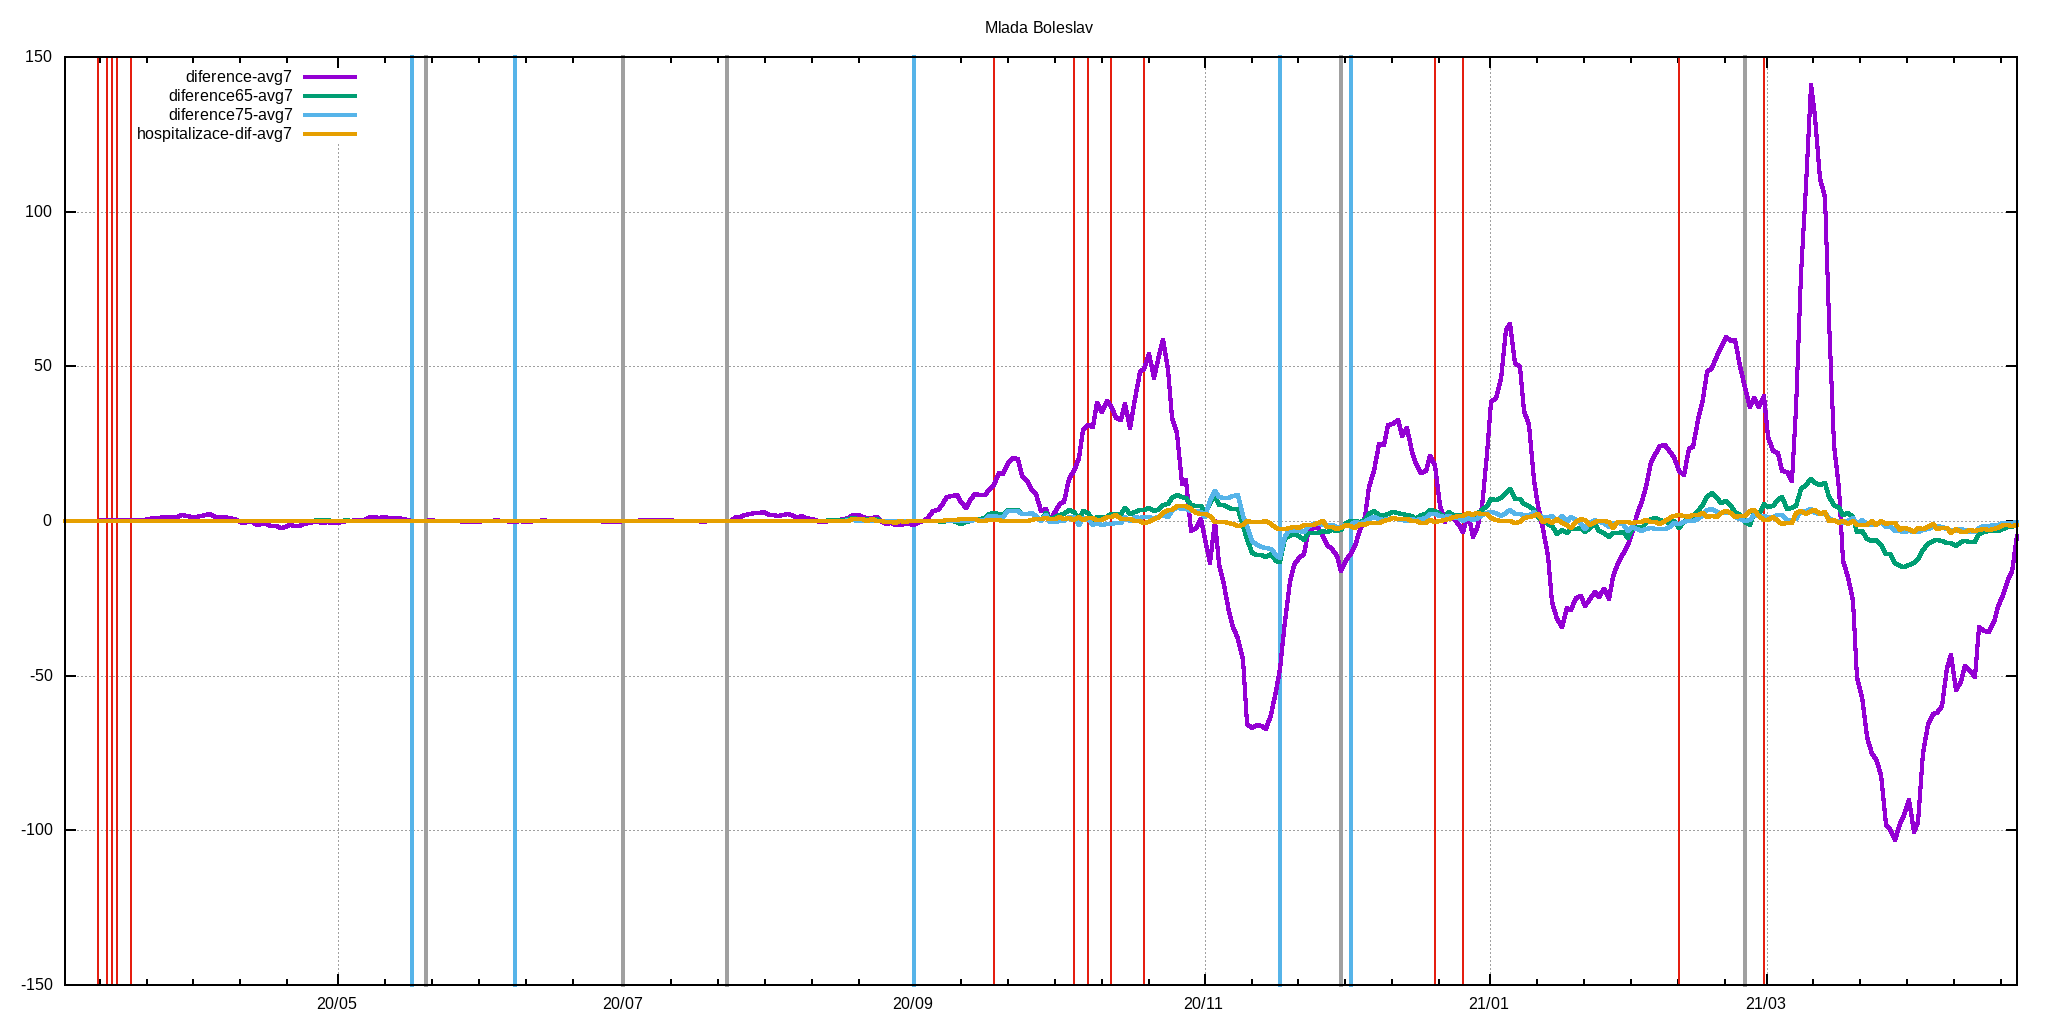 Mlada Boleslav
150
100
50
0
-50
-100
-150
diference-avg7
diference65-avg7
diference75-avg7
hospitalizace-dif-avg7
20/05
20/07
20/09
20/11
21/01
21/03